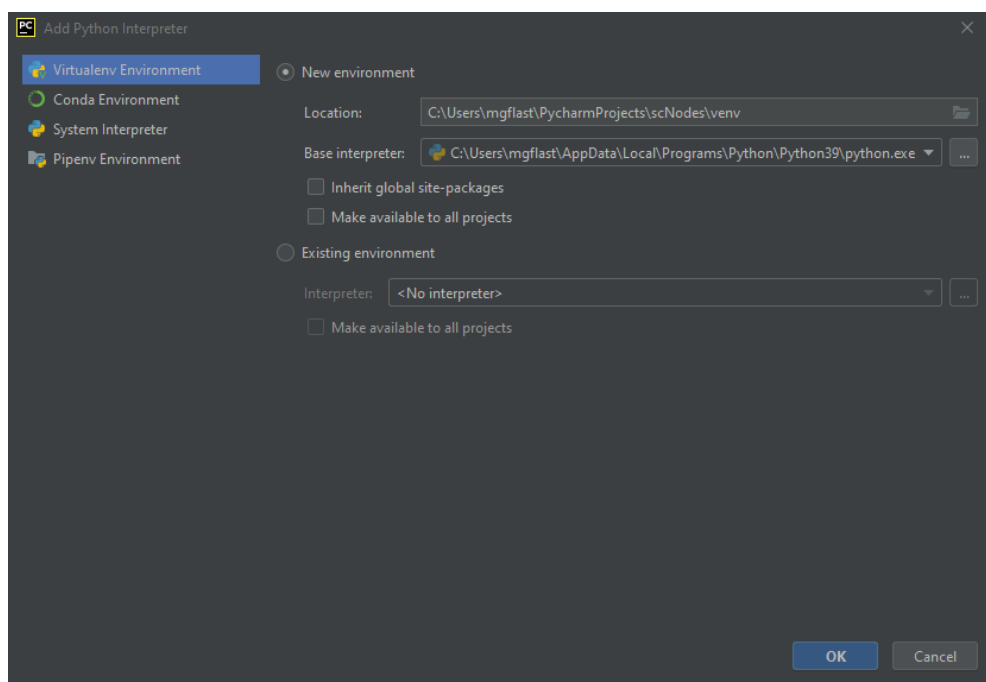 PC Add Python Interpreter
Virtualenv Environment
Conda Environment
System Interpreter
Pipenv Environment
New environment
Location: C:\Users\mgflast\PycharmProjects\scNodes\venv
Base interpreter: C:\Users\mgflast\AppData\Local\Programs\Python\Python39\python.exe ...
Inherit global site-packages
Make available to all projects
Existing environment
Interpreter: <No interpreter> ...
Make available to all projects
OK Cancel